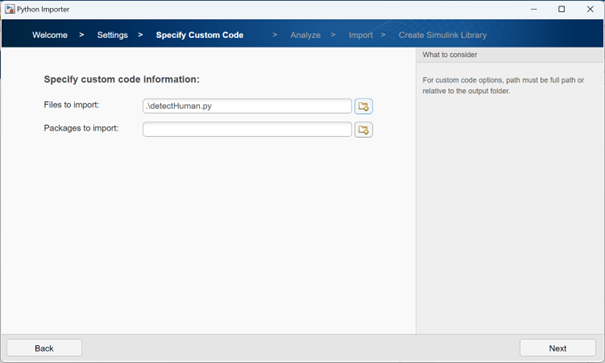 Python Importer
Welcome > Settings > Specify Custom Code > Analyze > Import > Create Simulink Library
What to consider
For custom code options, path must be full path or
relative to the output folder.
Specify custom code information:
Files to import: .\detectHuman.py
Packages to import:
Back
Next